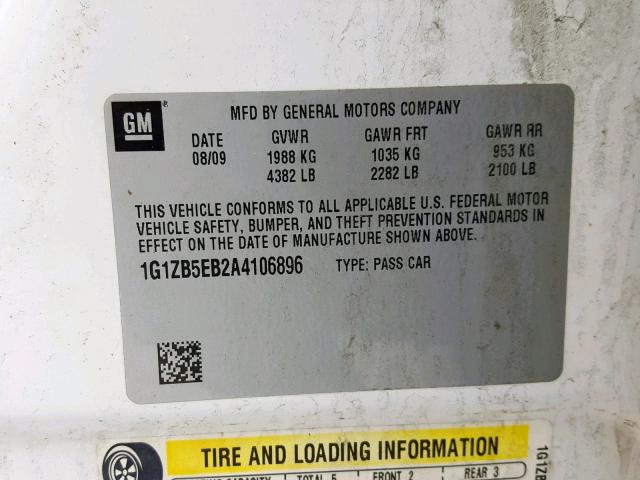 GM
MFD BY GENERAL MOTORS COMPANY
DATE GVWR GAWR FRT GAWR RR
08/09 1988 KG 1035 KG 953 KG
4382 LB 2282 LB 2100 LB
THIS VEHICLE CONFORMS TO ALL APPLICABLE U.S. FEDERAL MOTOR
VEHICLE SAFETY, BUMPER, AND THEFT PREVENTION STANDARDS IN
EFFECT ON THE DATE OF MANUFACTURE SHOWN ABOVE.
1G1ZB5EB2A4106896 TYPE: PASS CAR
TIRE AND LOADING INFORMATION
CAPACITY TOTAL 5 FRONT 2 REAR 3
1G1ZB